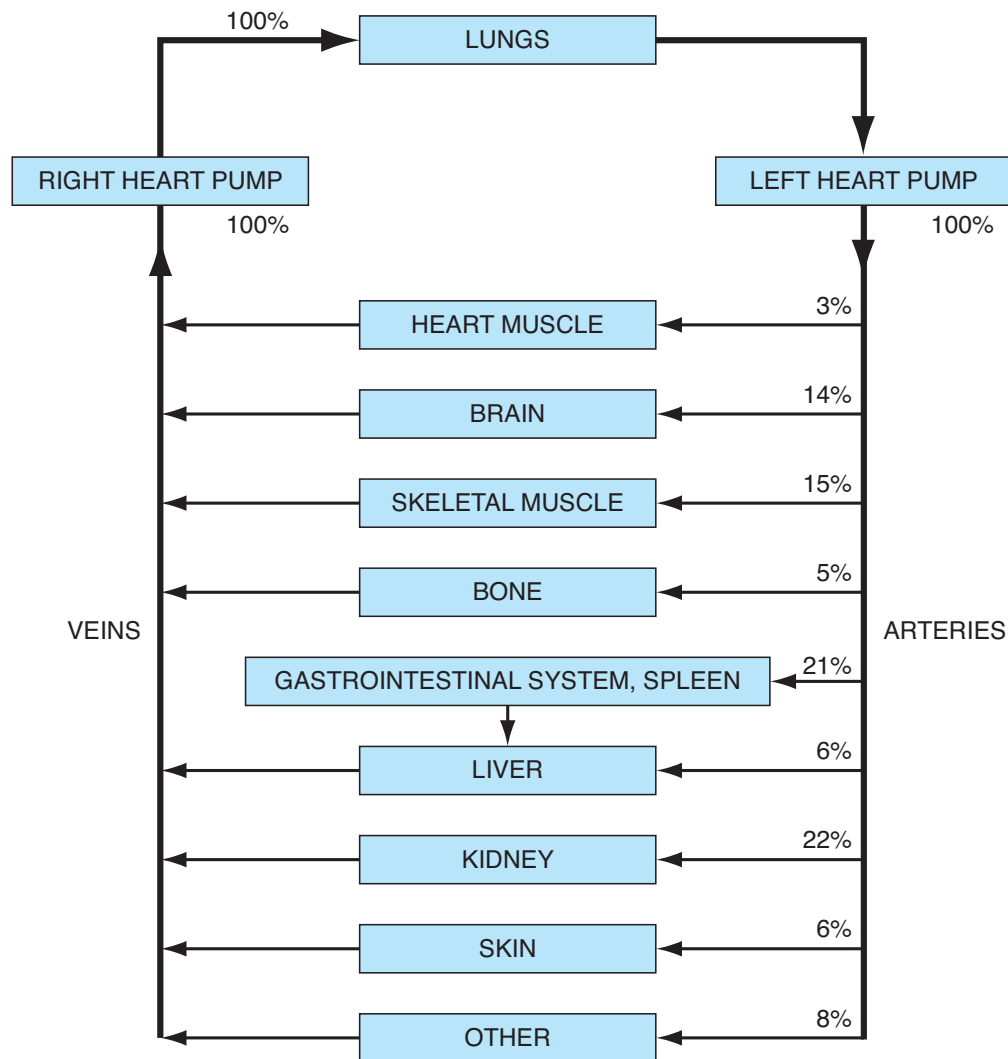 100%
LUNGS
RIGHT HEART PUMP
LEFT HEART PUMP
100%
100%
3%
HEART MUSCLE
14%
BRAIN
15%
SKELETAL MUSCLE
5%
BONE
VEINS
ARTERIES
21%
GASTROINTESTINAL SYSTEM, SPLEEN
6%
LIVER
22%
KIDNEY
6%
SKIN
8%
OTHER